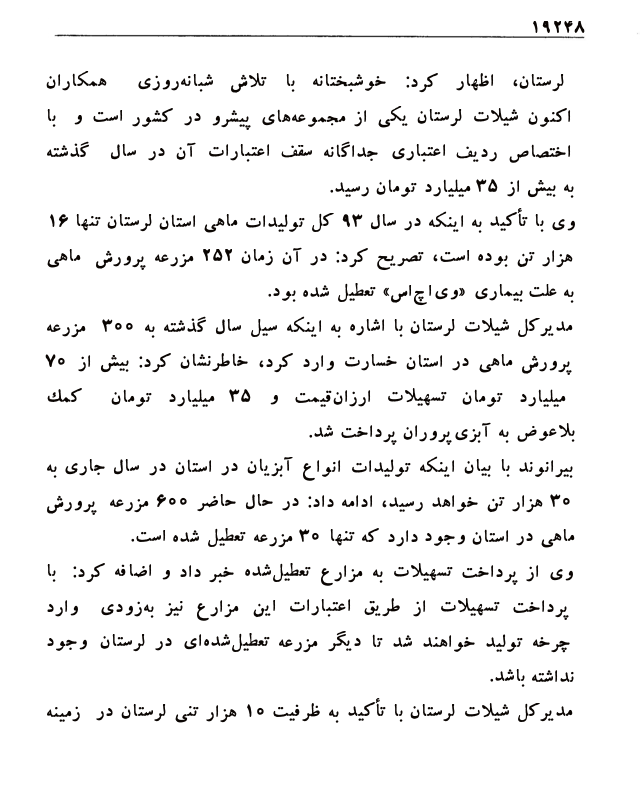 ۱۹۲۴۸
لرستان، اظهار کرد: خوشبختانه با تلاش شبانه‌روزی همکاران
اکنون شیلات لرستان یکی از مجموعه‌های پیشرو در کشور است و با
اختصاص ردیف اعتباری جداگانه سقف اعتبارات آن در سال گذشته
به بیش از ۳۵ میلیارد تومان رسید.
وی با تأکید به اینکه در سال ۹۳ کل تولیدات ماهی استان لرستان تنها ۱۶
هزار تن بوده است، تصریح کرد: در آن زمان ۲۵۲ مزرعه پرورش ماهی
به علت بیماری «وی‌اچ‌اس» تعطیل شده بود.
مدیرکل شیلات لرستان با اشاره به اینکه سیل سال گذشته به ۳۰۰ مزرعه
پرورش ماهی در استان خسارت وارد کرد، خاطرنشان کرد: بیش از ۷۰
میلیارد تومان تسهیلات ارزان‌قیمت و ۳۵ میلیارد تومان کمك
بلاعوض به آبزی‌پروران پرداخت شد.
بیرانوند با بیان اینکه تولیدات انواع آبزیان در استان در سال جاری به
۳۰ هزار تن خواهد رسید، ادامه داد: در حال حاضر ۶۰۰ مزرعه پرورش
ماهی در استان وجود دارد که تنها ۳۰ مزرعه تعطیل شده است.
وی از پرداخت تسهیلات به مزارع تعطیل‌شده خبر داد و اضافه کرد: با
پرداخت تسهیلات از طریق اعتبارات این مزارع نیز به‌زودی وارد
چرخه تولید خواهند شد تا دیگر مزرعه تعطیل‌شده‌ای در لرستان وجود
نداشته باشد.
مدیرکل شیلات لرستان با تأکید به ظرفیت ۱۰ هزار تنی لرستان در زمینه